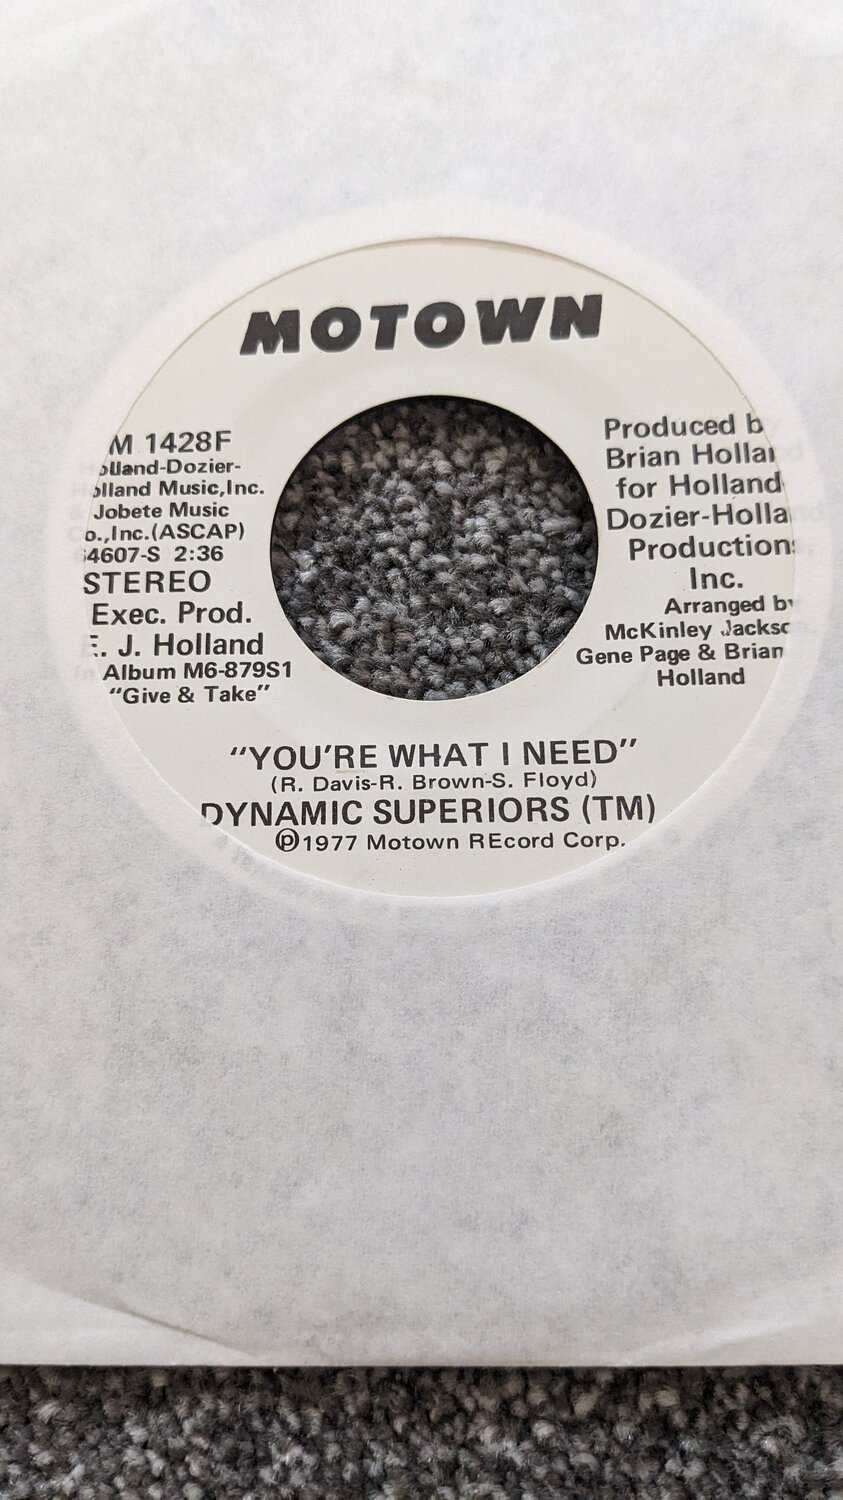 MOTOWN
M 1428F
Holland-Dozier-
Holland Music,Inc.
& Jobete Music
Co.,Inc.(ASCAP)
4607-S 2:36
STEREO
Exec. Prod.
E. J. Holland
In Album M6-879S1
“Give & Take”
Produced by
Brian Holland
for Holland
Dozier-Holland
Productions,
Inc.
Arranged by
McKinley Jackson,
Gene Page & Brian
Holland
“YOU’RE WHAT I NEED”
(R. Davis-R. Brown-S. Floyd)
DYNAMIC SUPERIORS (TM)
℗1977 Motown REcord Corp.